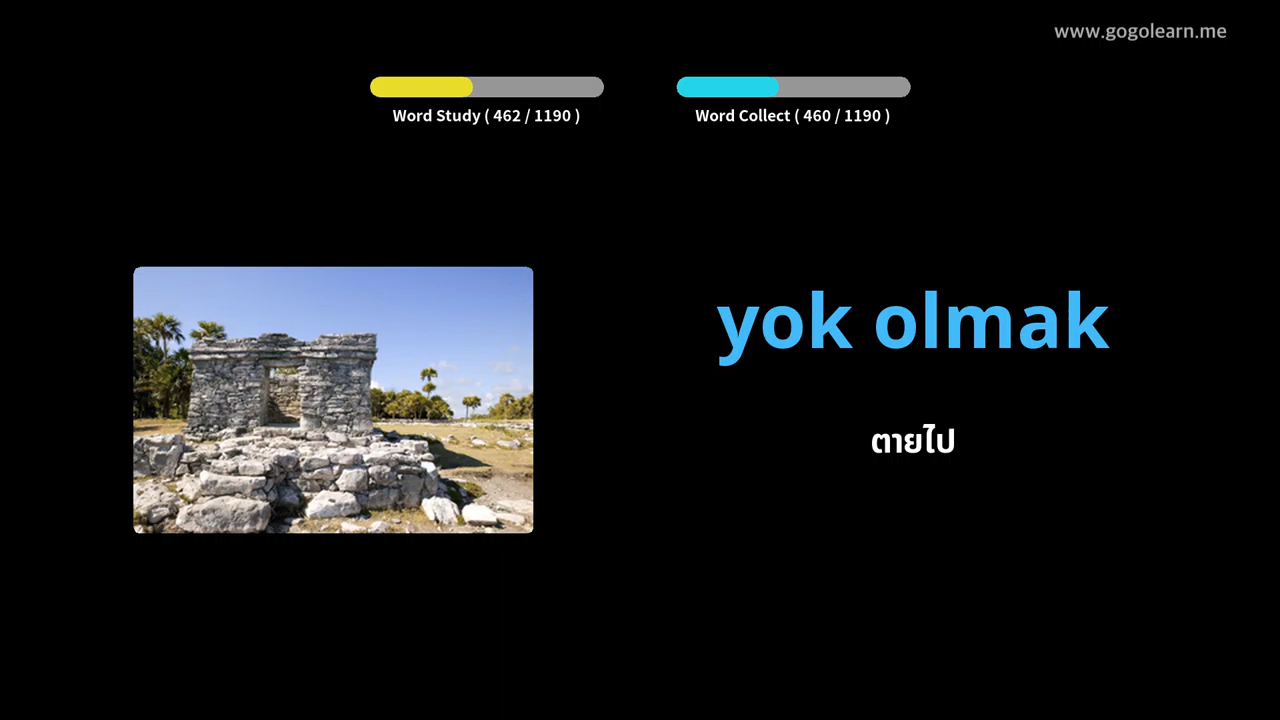 www.gogolearn.me
Word Study ( 462 / 1190 )
Word Collect ( 460 / 1190 )
yok olmak
ตายไป